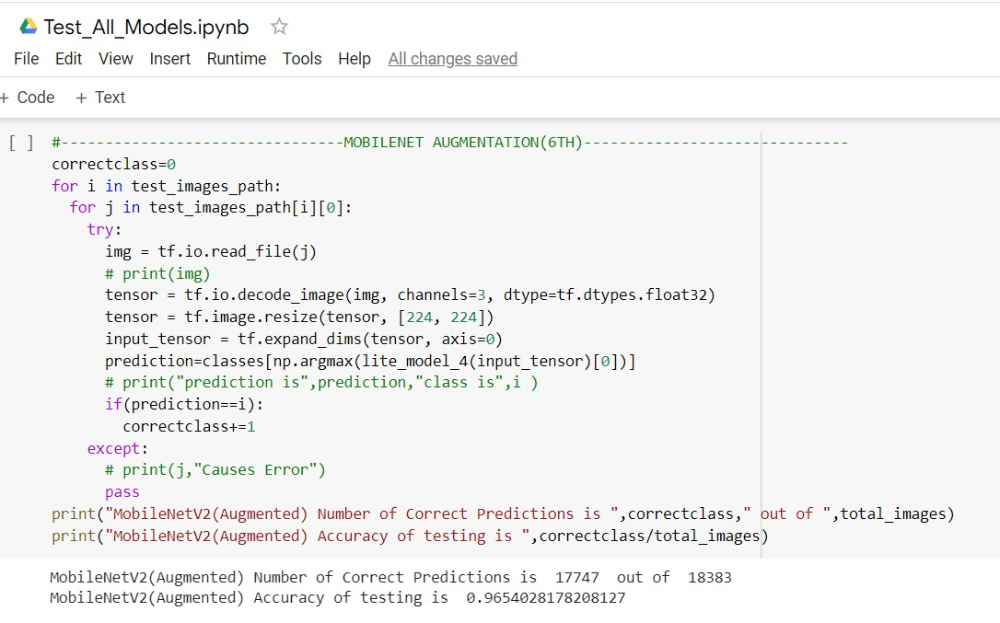 Test_All_Models.ipynb
File Edit View Insert Runtime Tools Help All changes saved
+ Code + Text
[ ] #--------------------------------MOBILENET AUGMENTATION(6TH)------------------------------
correctclass=0
for i in test_images_path:
  for j in test_images_path[i][0]:
    try:
      img = tf.io.read_file(j)
      # print(img)
      tensor = tf.io.decode_image(img, channels=3, dtype=tf.dtypes.float32)
      tensor = tf.image.resize(tensor, [224, 224])
      input_tensor = tf.expand_dims(tensor, axis=0)
      prediction=classes[np.argmax(lite_model_4(input_tensor)[0])]
      # print("prediction is",prediction,"class is",i )
      if(prediction==i):
        correctclass+=1
    except:
      # print(j,"Causes Error")
      pass
print("MobileNetV2(Augmented) Number of Correct Predictions is ",correctclass," out of ",total_images)
print("MobileNetV2(Augmented) Accuracy of testing is ",correctclass/total_images)
MobileNetV2(Augmented) Number of Correct Predictions is  17747  out of  18383
MobileNetV2(Augmented) Accuracy of testing is  0.9654028178208127